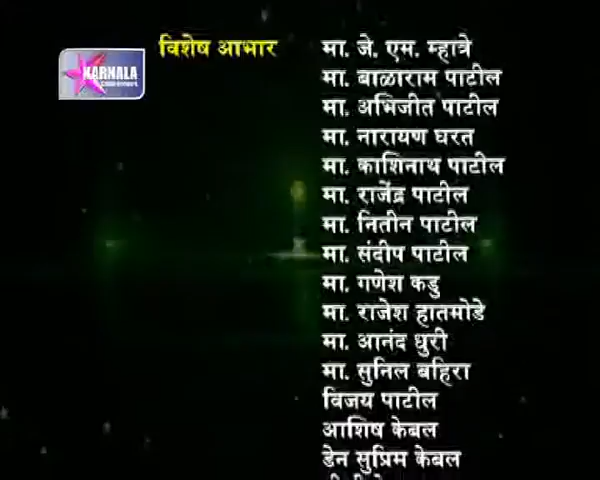 विशेष आभार
KARNALA
मा. जे. एम. म्हात्रे
मा. बाळाराम पाटील
मा. अभिजीत पाटील
मा. नारायण घरत
मा. काशिनाथ पाटील
मा. राजेंद्र पाटील
मा. नितीन पाटील
मा. संदीप पाटील
मा. गणेश कडु
मा. राजेश हातमोडे
मा. आनंद धुरी
मा. सुनिल बहिरा
विजय पाटील
आशिष केबल
डेन सुप्रिम केबल